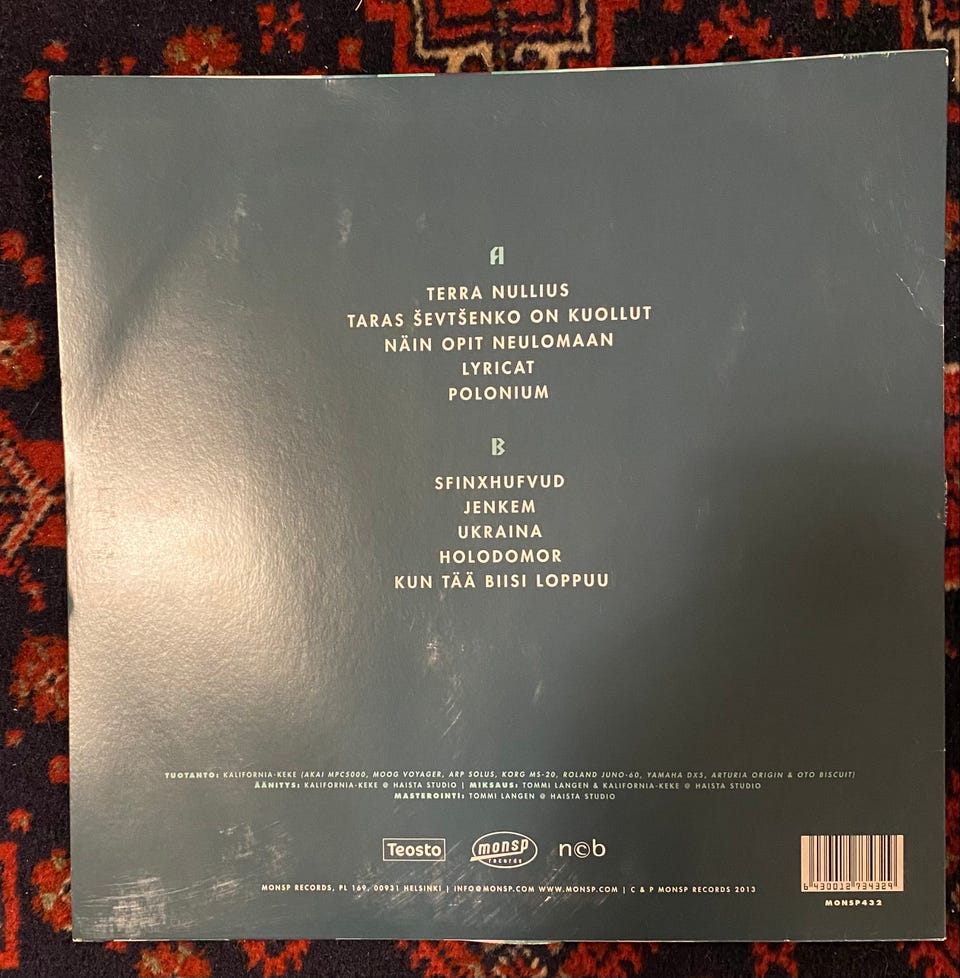 A
TERRA NULLIUS
TARAS ŠEVTŠENKO ON KUOLLUT
NÄIN OPIT NEULOMAAN
LYRICAT
POLONIUM
B
SFINXHUFVUD
JENKEM
UKRAINA
HOLODOMOR
KUN TÄÄ BIISI LOPPUU
TUOTANTO: KALIFORNIA-KEKE (AKAI MPC5000, MOOG VOYAGER, ARP SOLUS, KORG MS-20, ROLAND JUNO-60, YAMAHA DX5, ARTURIA ORIGIN & OTO BISCUIT)
ÄÄNITYS: KALIFORNIA-KEKE @ HAISTA STUDIO | MIKSAUS: TOMMI LANGEN & KALIFORNIA-KEKE @ HAISTA STUDIO
MASTEROINTI: TOMMI LANGEN @ HAISTA STUDIO
Teosto
monsp
records
n©b
MONSP RECORDS, PL 169, 00931 HELSINKI | INFO@MONSP.COM WWW.MONSP.COM | C & P MONSP RECORDS 2013
6 430012 734329
MONSP432